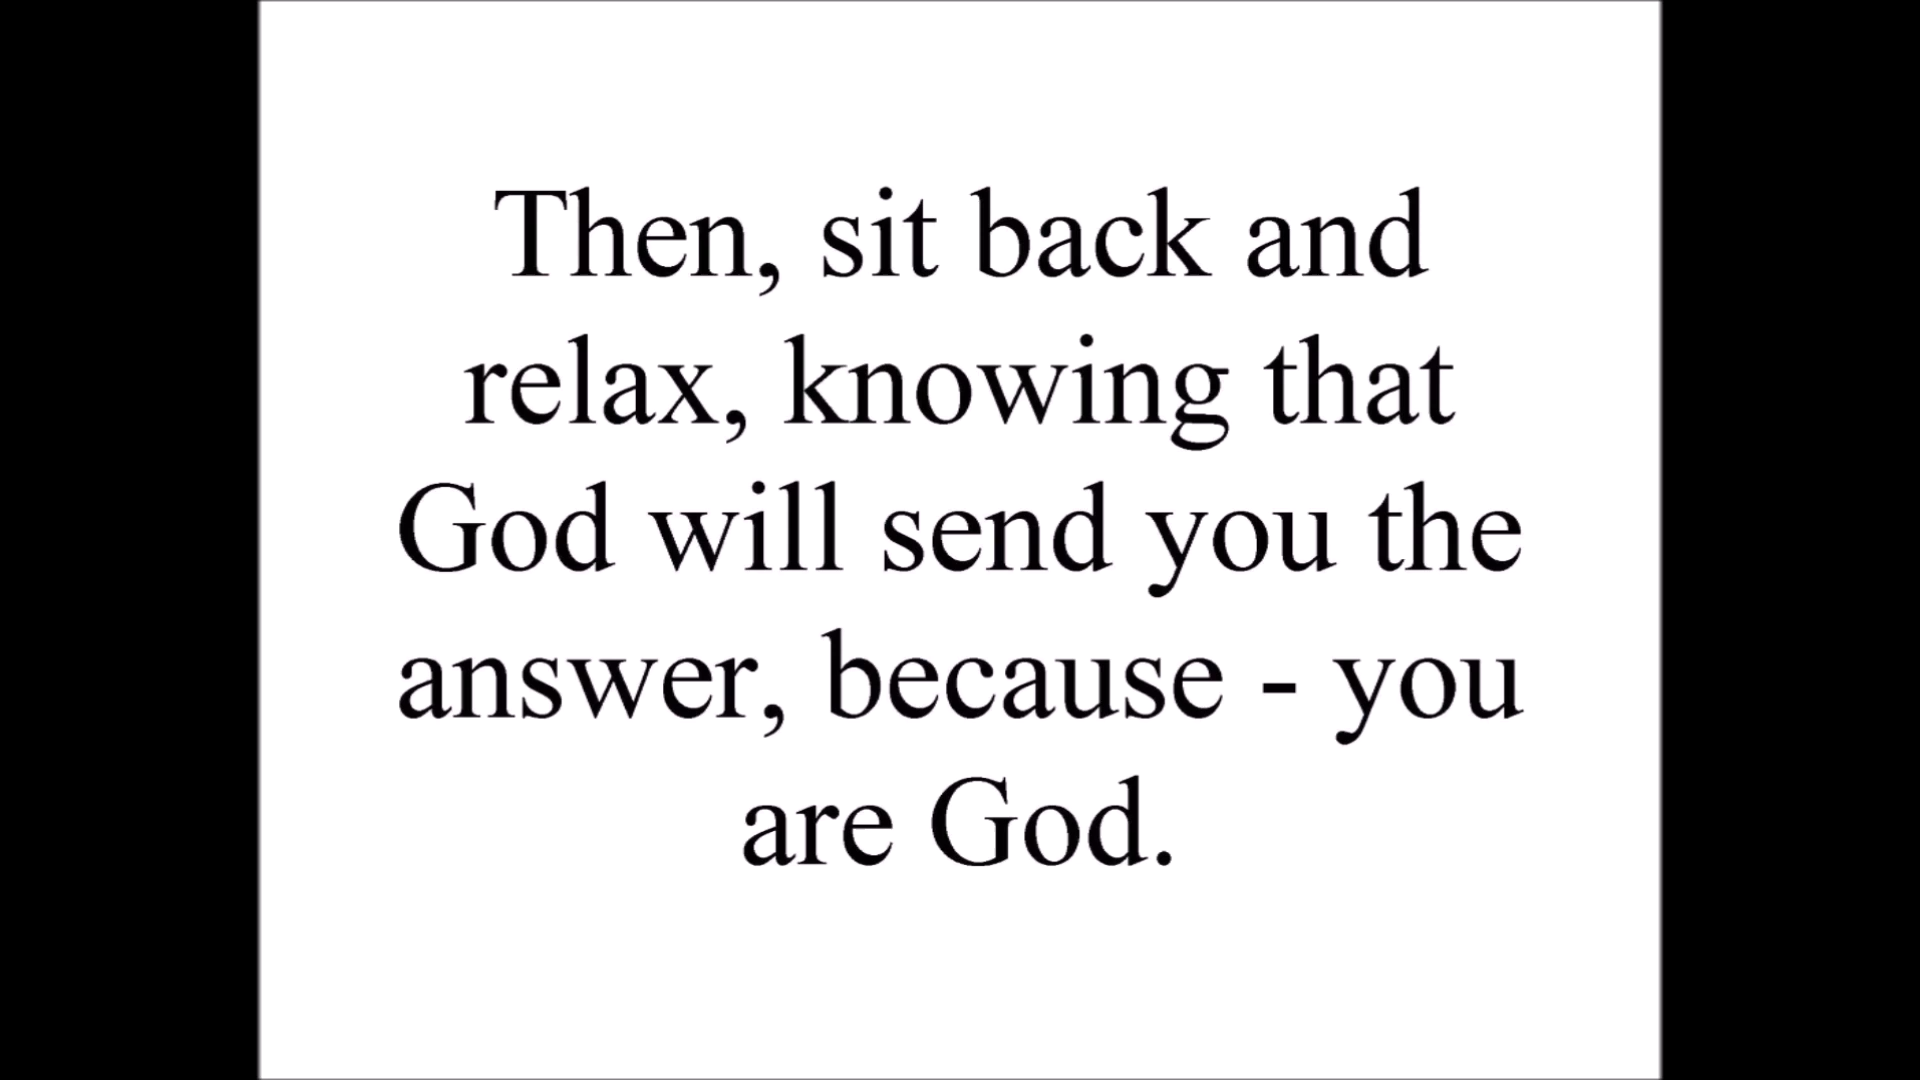 Then, sit back and
relax, knowing that
God will send you the
answer, because - you
are God.